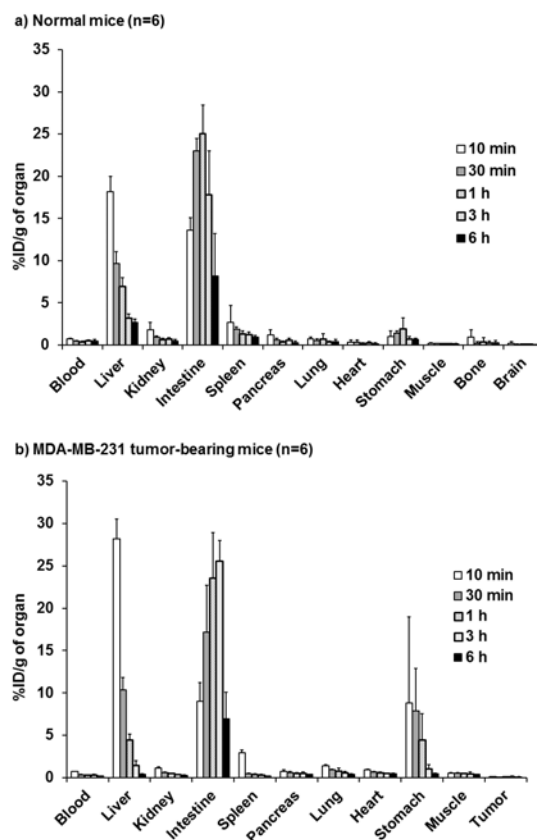 a) Normal mice (n=6)
%ID/g of organ
35
30
25
20
15
10
5
0
10 min
30 min
1 h
3 h
6 h
Blood
Liver
Kidney
Intestine
Spleen
Pancreas
Lung
Heart
Stomach
Muscle
Bone
Brain
b) MDA-MB-231 tumor-bearing mice (n=6)
%ID/g of organ
35
30
25
20
15
10
5
0
10 min
30 min
1 h
3 h
6 h
Blood
Liver
Kidney
Intestine
Spleen
Pancreas
Lung
Heart
Stomach
Muscle
Tumor